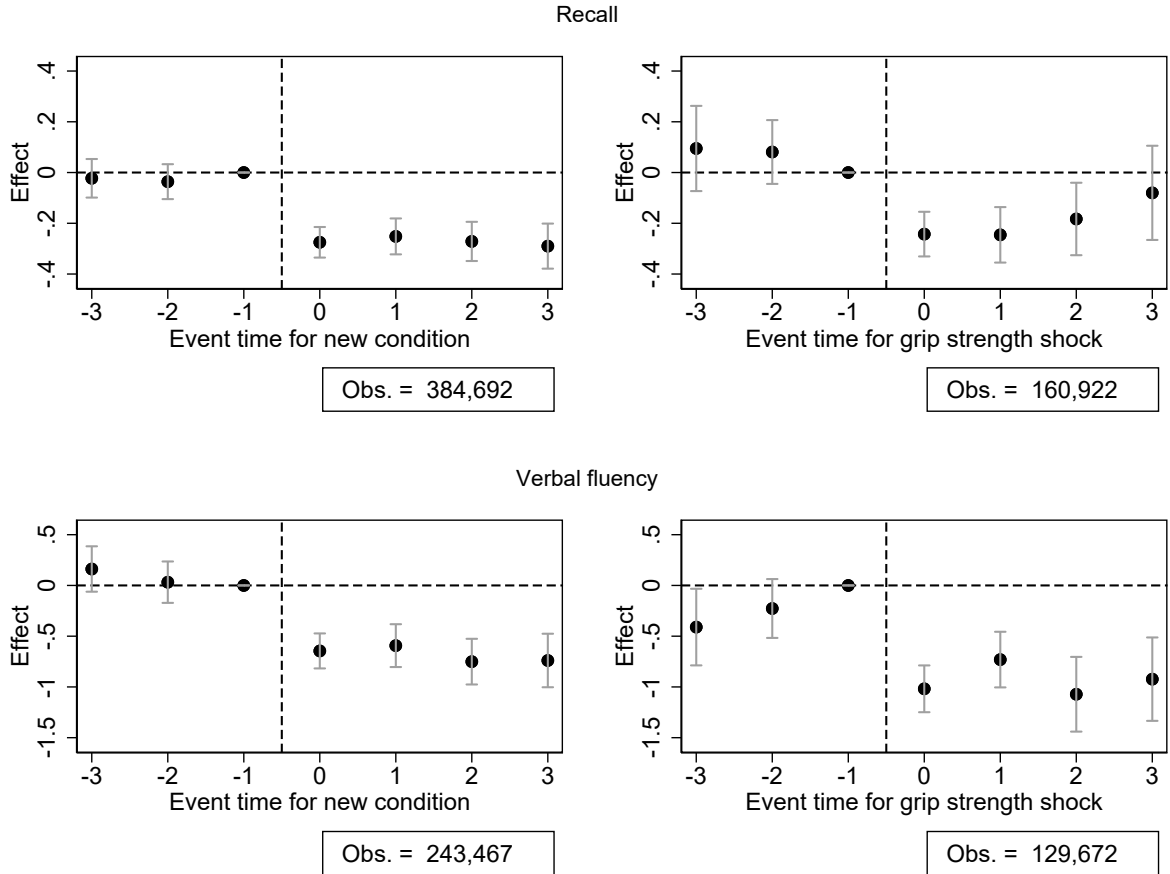 Recall
Effect
.4
.2
0
-.2
-.4
-3 -2 -1 0 1 2 3
Event time for new condition
Obs. = 384,692
Effect
.4
.2
0
-.2
-.4
-3 -2 -1 0 1 2 3
Event time for grip strength shock
Obs. = 160,922
Verbal fluency
Effect
.5
0
-.5
-1
-1.5
-3 -2 -1 0 1 2 3
Event time for new condition
Obs. = 243,467
Effect
.5
0
-.5
-1
-1.5
-3 -2 -1 0 1 2 3
Event time for grip strength shock
Obs. = 129,672